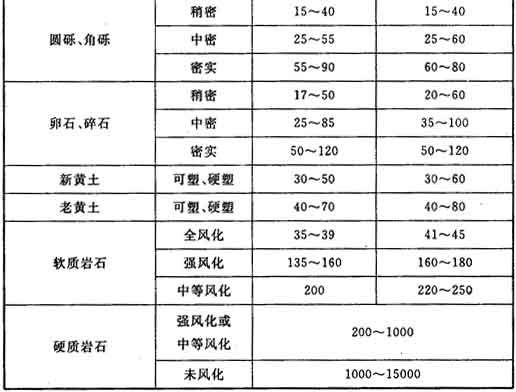 稍密 15～40 15～40
圆砾、角砾 中密 25～55 25～60
密实 55～90 60～80
稍密 17～50 20～60
卵石、碎石 中密 25～85 35～100
密实 50～120 50～120
新黄土 可塑、硬塑 30～50 30～60
老黄土 可塑、硬塑 40～70 40～80
全风化 35～39 41～45
软质岩石 强风化 135～160 160～180
中等风化 200 220～250
硬质岩石 强风化或
中等风化 200～1000
未风化 1000～15000